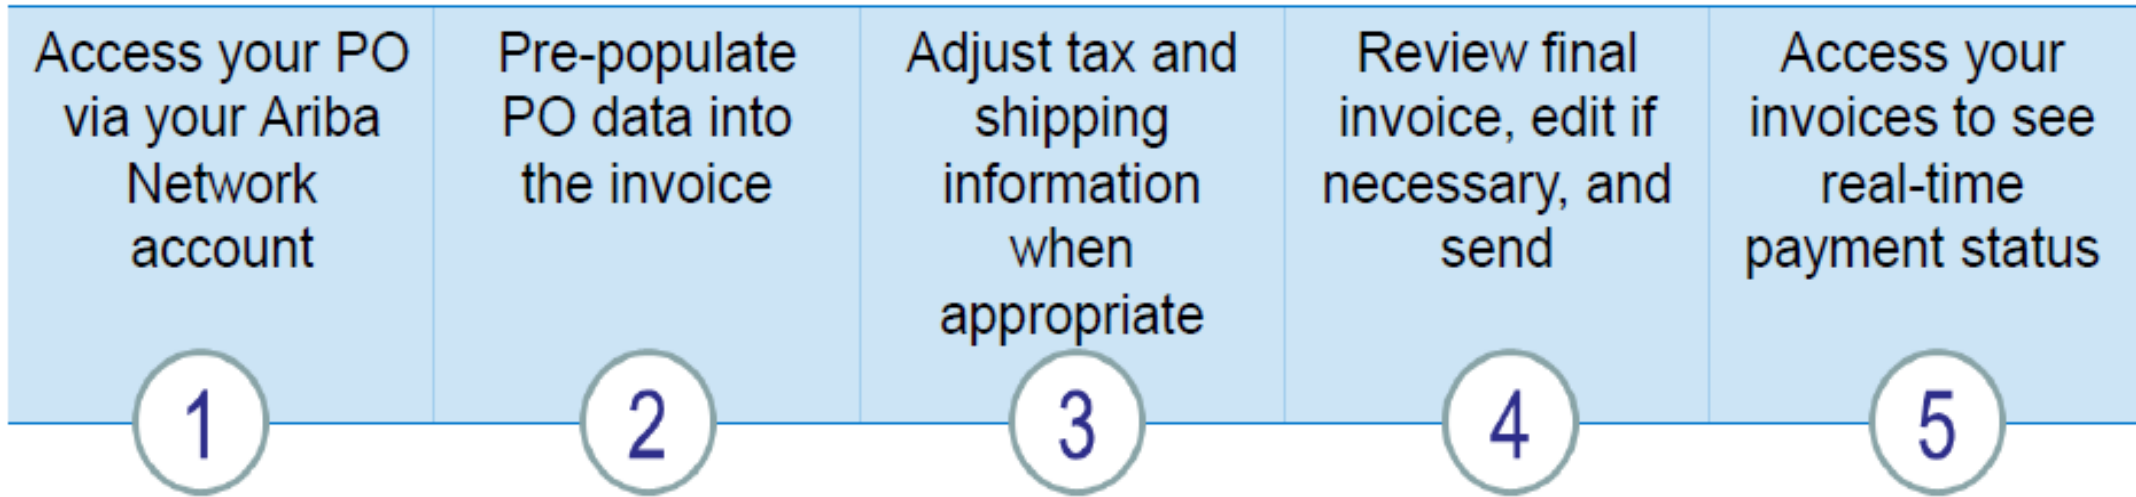 Access your PO
via your Ariba
Network
account
1
Pre-populate
PO data into
the invoice
2
Adjust tax and
shipping
information
when
appropriate
3
Review final
invoice, edit if
necessary, and
send
4
Access your
invoices to see
real-time
payment status
5